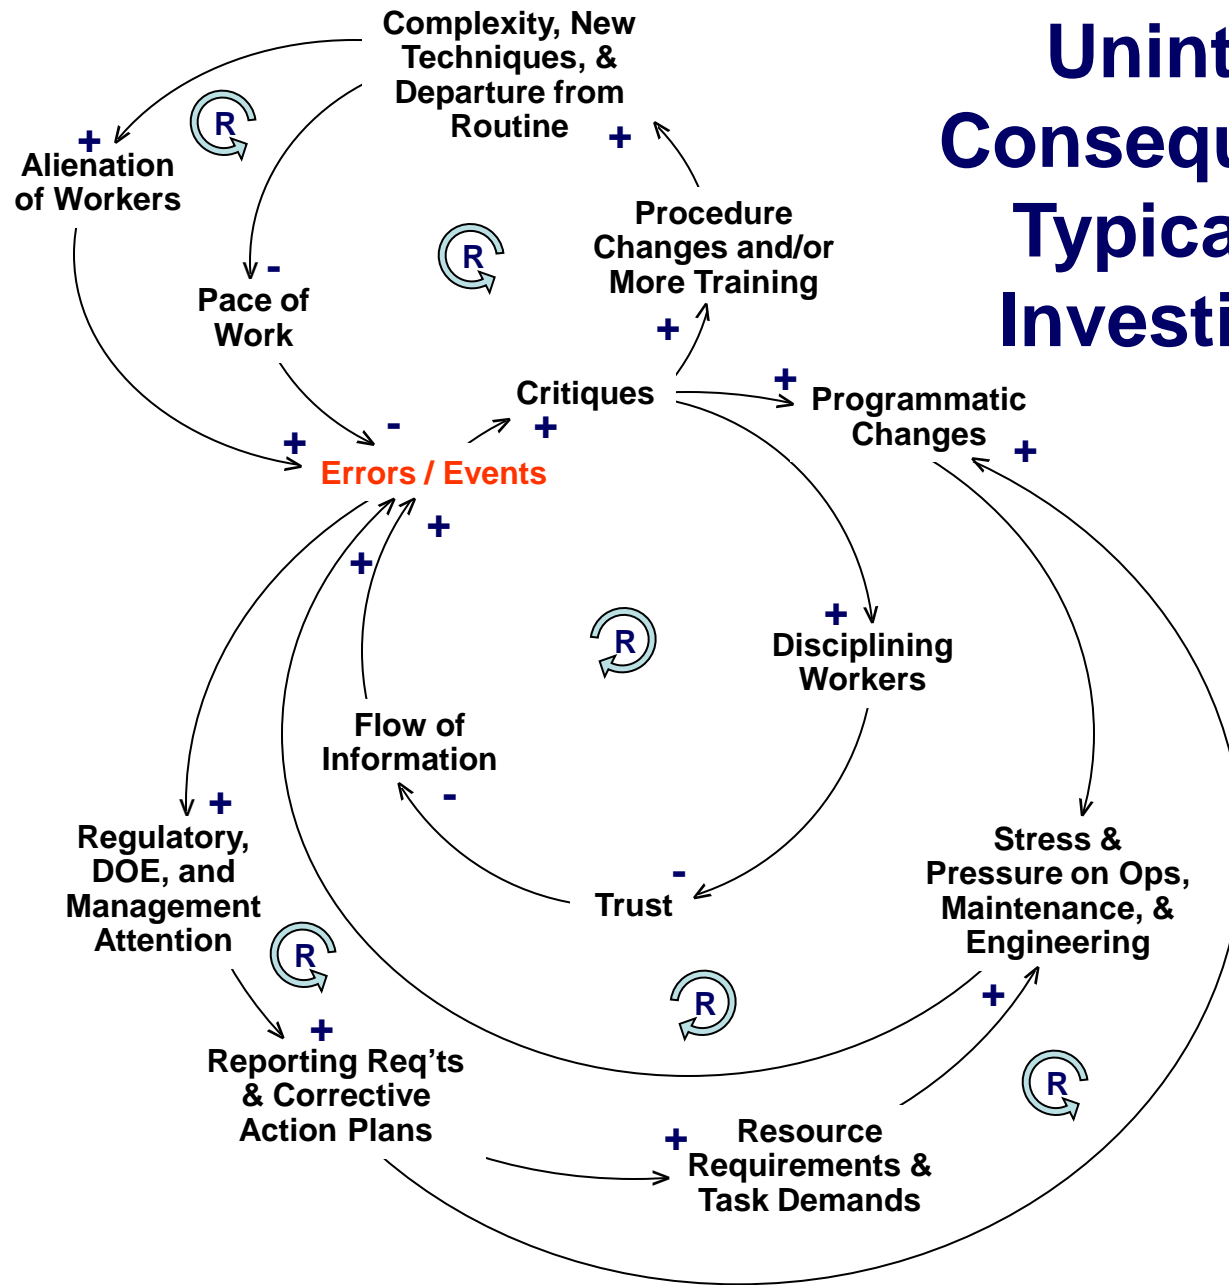 Complexity, New
Techniques, &
Departure from
Routine
+
Unint
Consequ
Typica
Investi
R
+
Alienation
of Workers
R
Procedure
Changes and/or
More Training
-
Pace of
Work
+
Critiques
+
+
Programmatic
Changes
+
-
+
Errors / Events
+
+
R
+
Disciplining
Workers
Flow of
Information
-
+
Regulatory,
DOE, and
Management
Attention
-
Trust
Stress &
Pressure on Ops,
Maintenance, &
Engineering
R
R
+
+
Reporting Req'ts
& Corrective
Action Plans
R
+
Resource
Requirements &
Task Demands